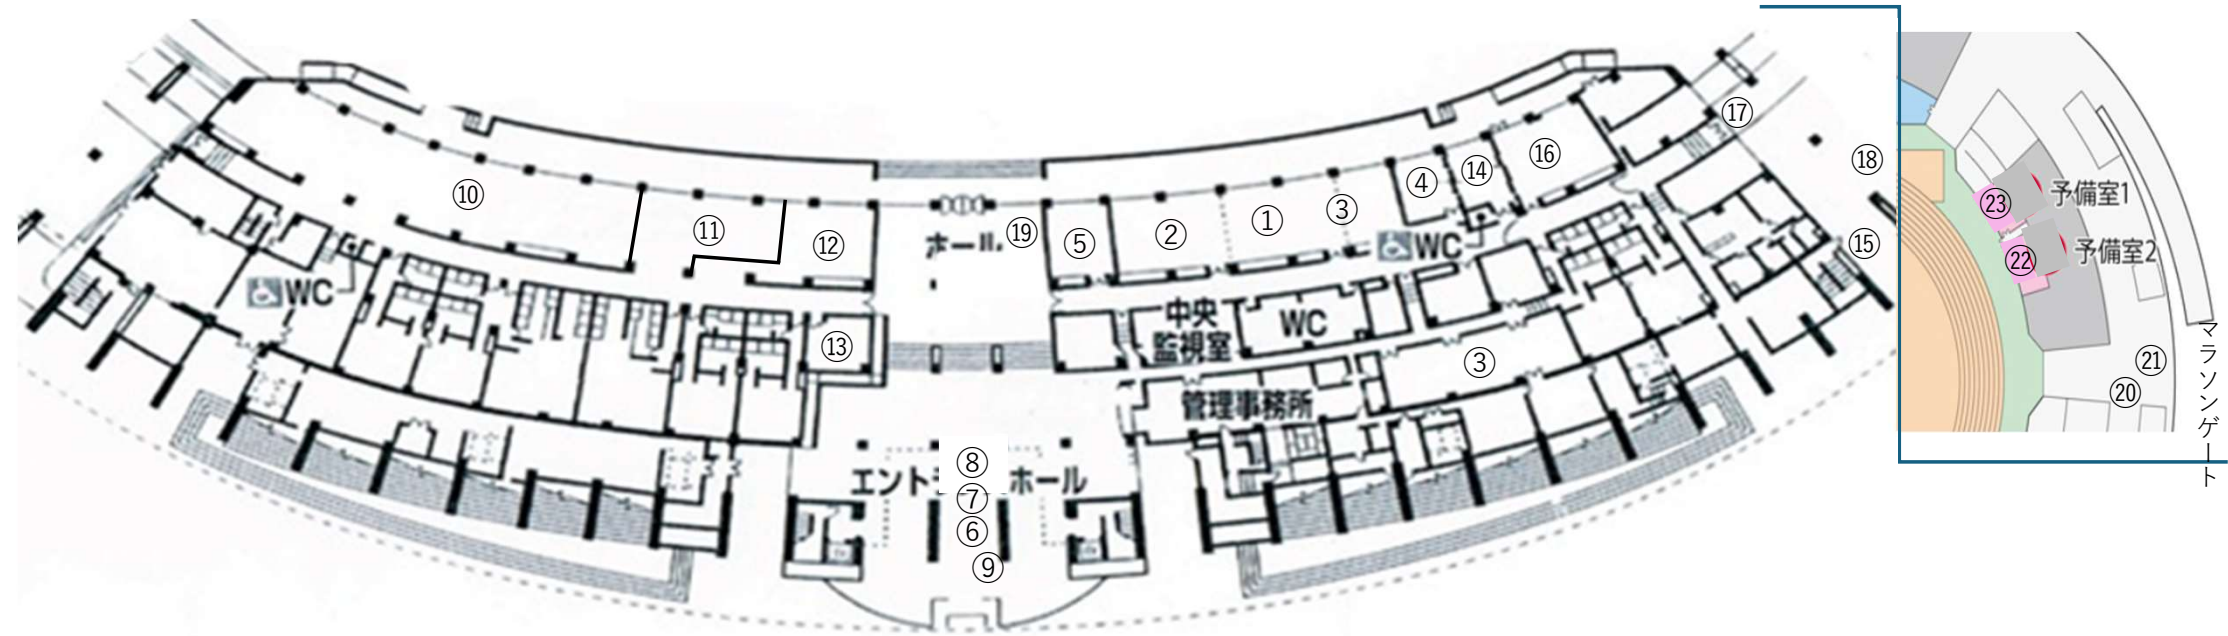 ⑰
⑱
⑯
⑭
④
⑩
⑪
⑫
ホール
⑲
⑤
②
①
③
WC
⑮
㉓
予備室1
㉒
予備室2
WC
⑬
中央
監視室
WC
③
管理事務所
㉑
⑳
マラソンゲート
⑧
エント
ホール
⑦
⑥
⑨